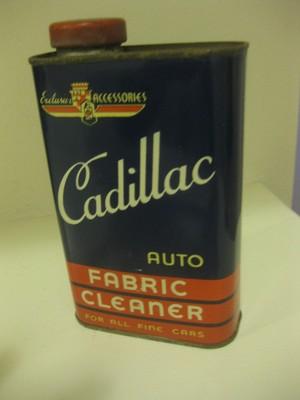 Exclusive ACCESSORIES
Cadillac
AUTO
FABRIC
CLEANER
FOR ALL FINE CARS